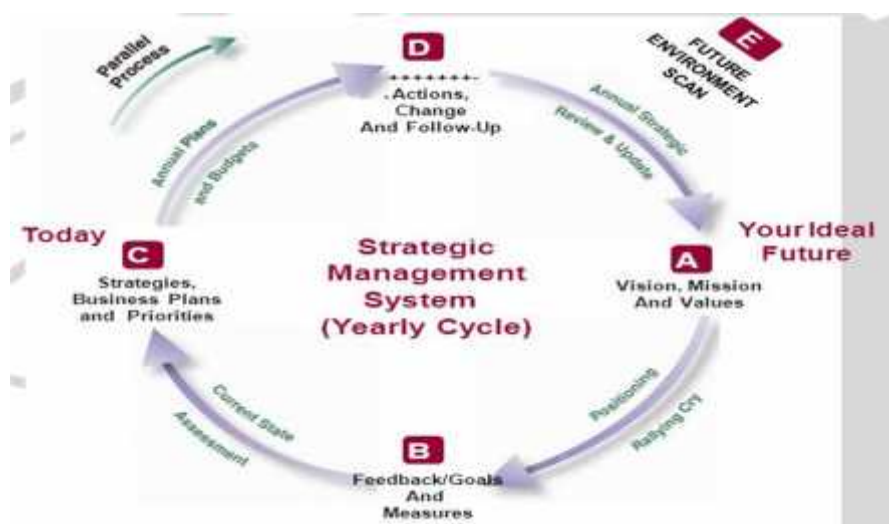 Parallel
Process
D
Actions,
Change
And Follow-Up
E
FUTURE
ENVIRONMENT
SCAN
Annual Plans
and Budgets
Annual Strategic
Review & Update
Today
C
Strategies,
Business Plans
and Priorities
Strategic
Management
System
(Yearly Cycle)
Your Ideal
Future
A
Vision, Mission
And Values
Current State
Assessment
Positioning
Rallying Cry
B
Feedback/Goals
And
Measures